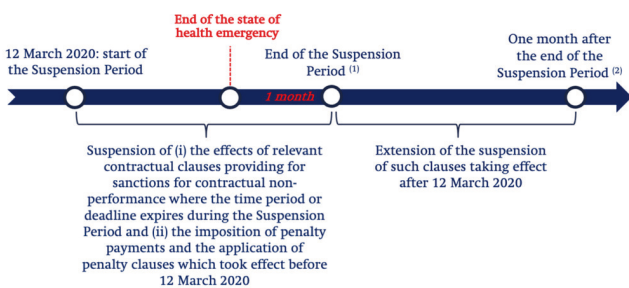 End of the state of
health emergency
12 March 2020: start of
the Suspension Period
End of the Suspension
Period (1)
One month after
the end of the
Suspension Period (2)
1 month
Suspension of (i) the effects of relevant
contractual clauses providing for
sanctions for contractual non-
performance where the time period or
deadline expires during the Suspension
Period and (ii) the imposition of penalty
payments and the application of
penalty clauses which took effect before
12 March 2020
Extension of the suspension
of such clauses taking effect
after 12 March 2020